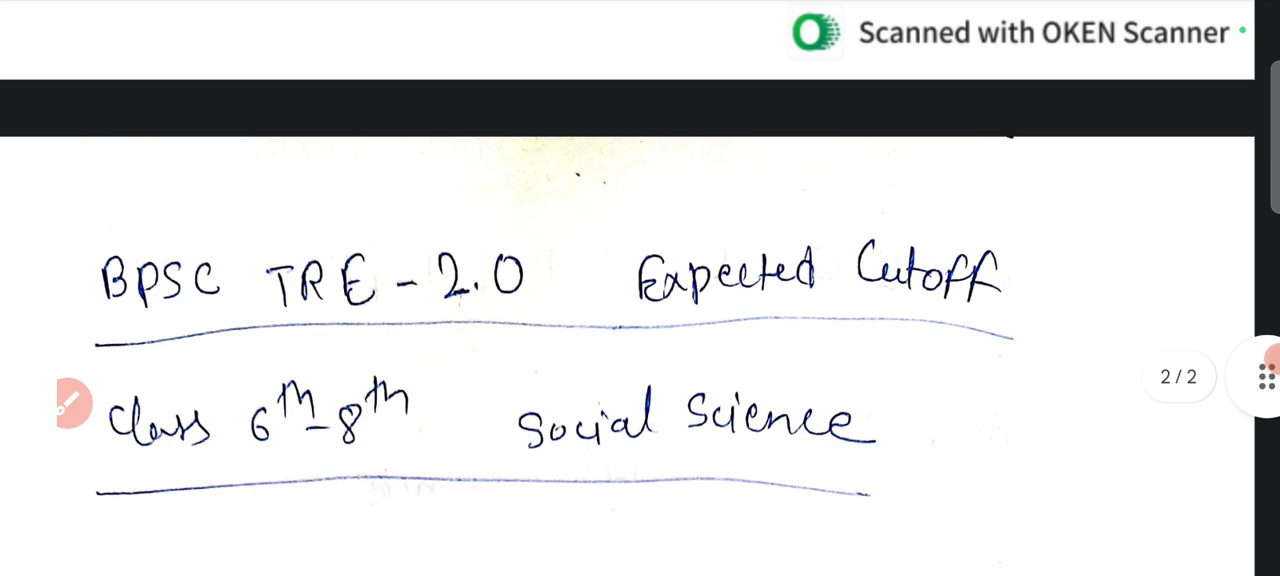 Scanned with OKEN Scanner
BPSC TRE - 2.0 Expected Cutoff
2 / 2
Class 6th - 8th Social Science